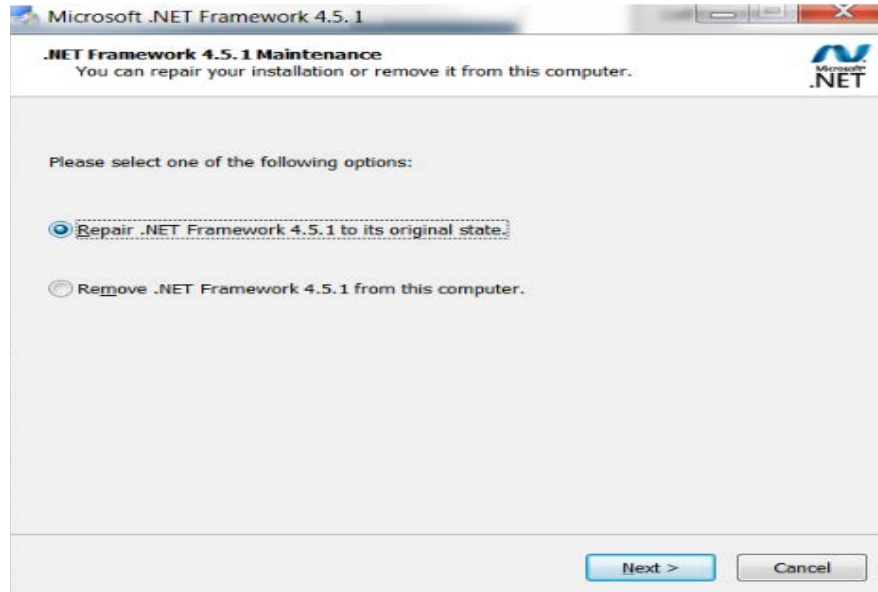 Microsoft .NET Framework 4.5.1
.NET Framework 4.5.1 Maintenance
You can repair your installation or remove it from this computer.
Microsoft®
.NET
Please select one of the following options:
Repair .NET Framework 4.5.1 to its original state.
Remove .NET Framework 4.5.1 from this computer.
Next >
Cancel